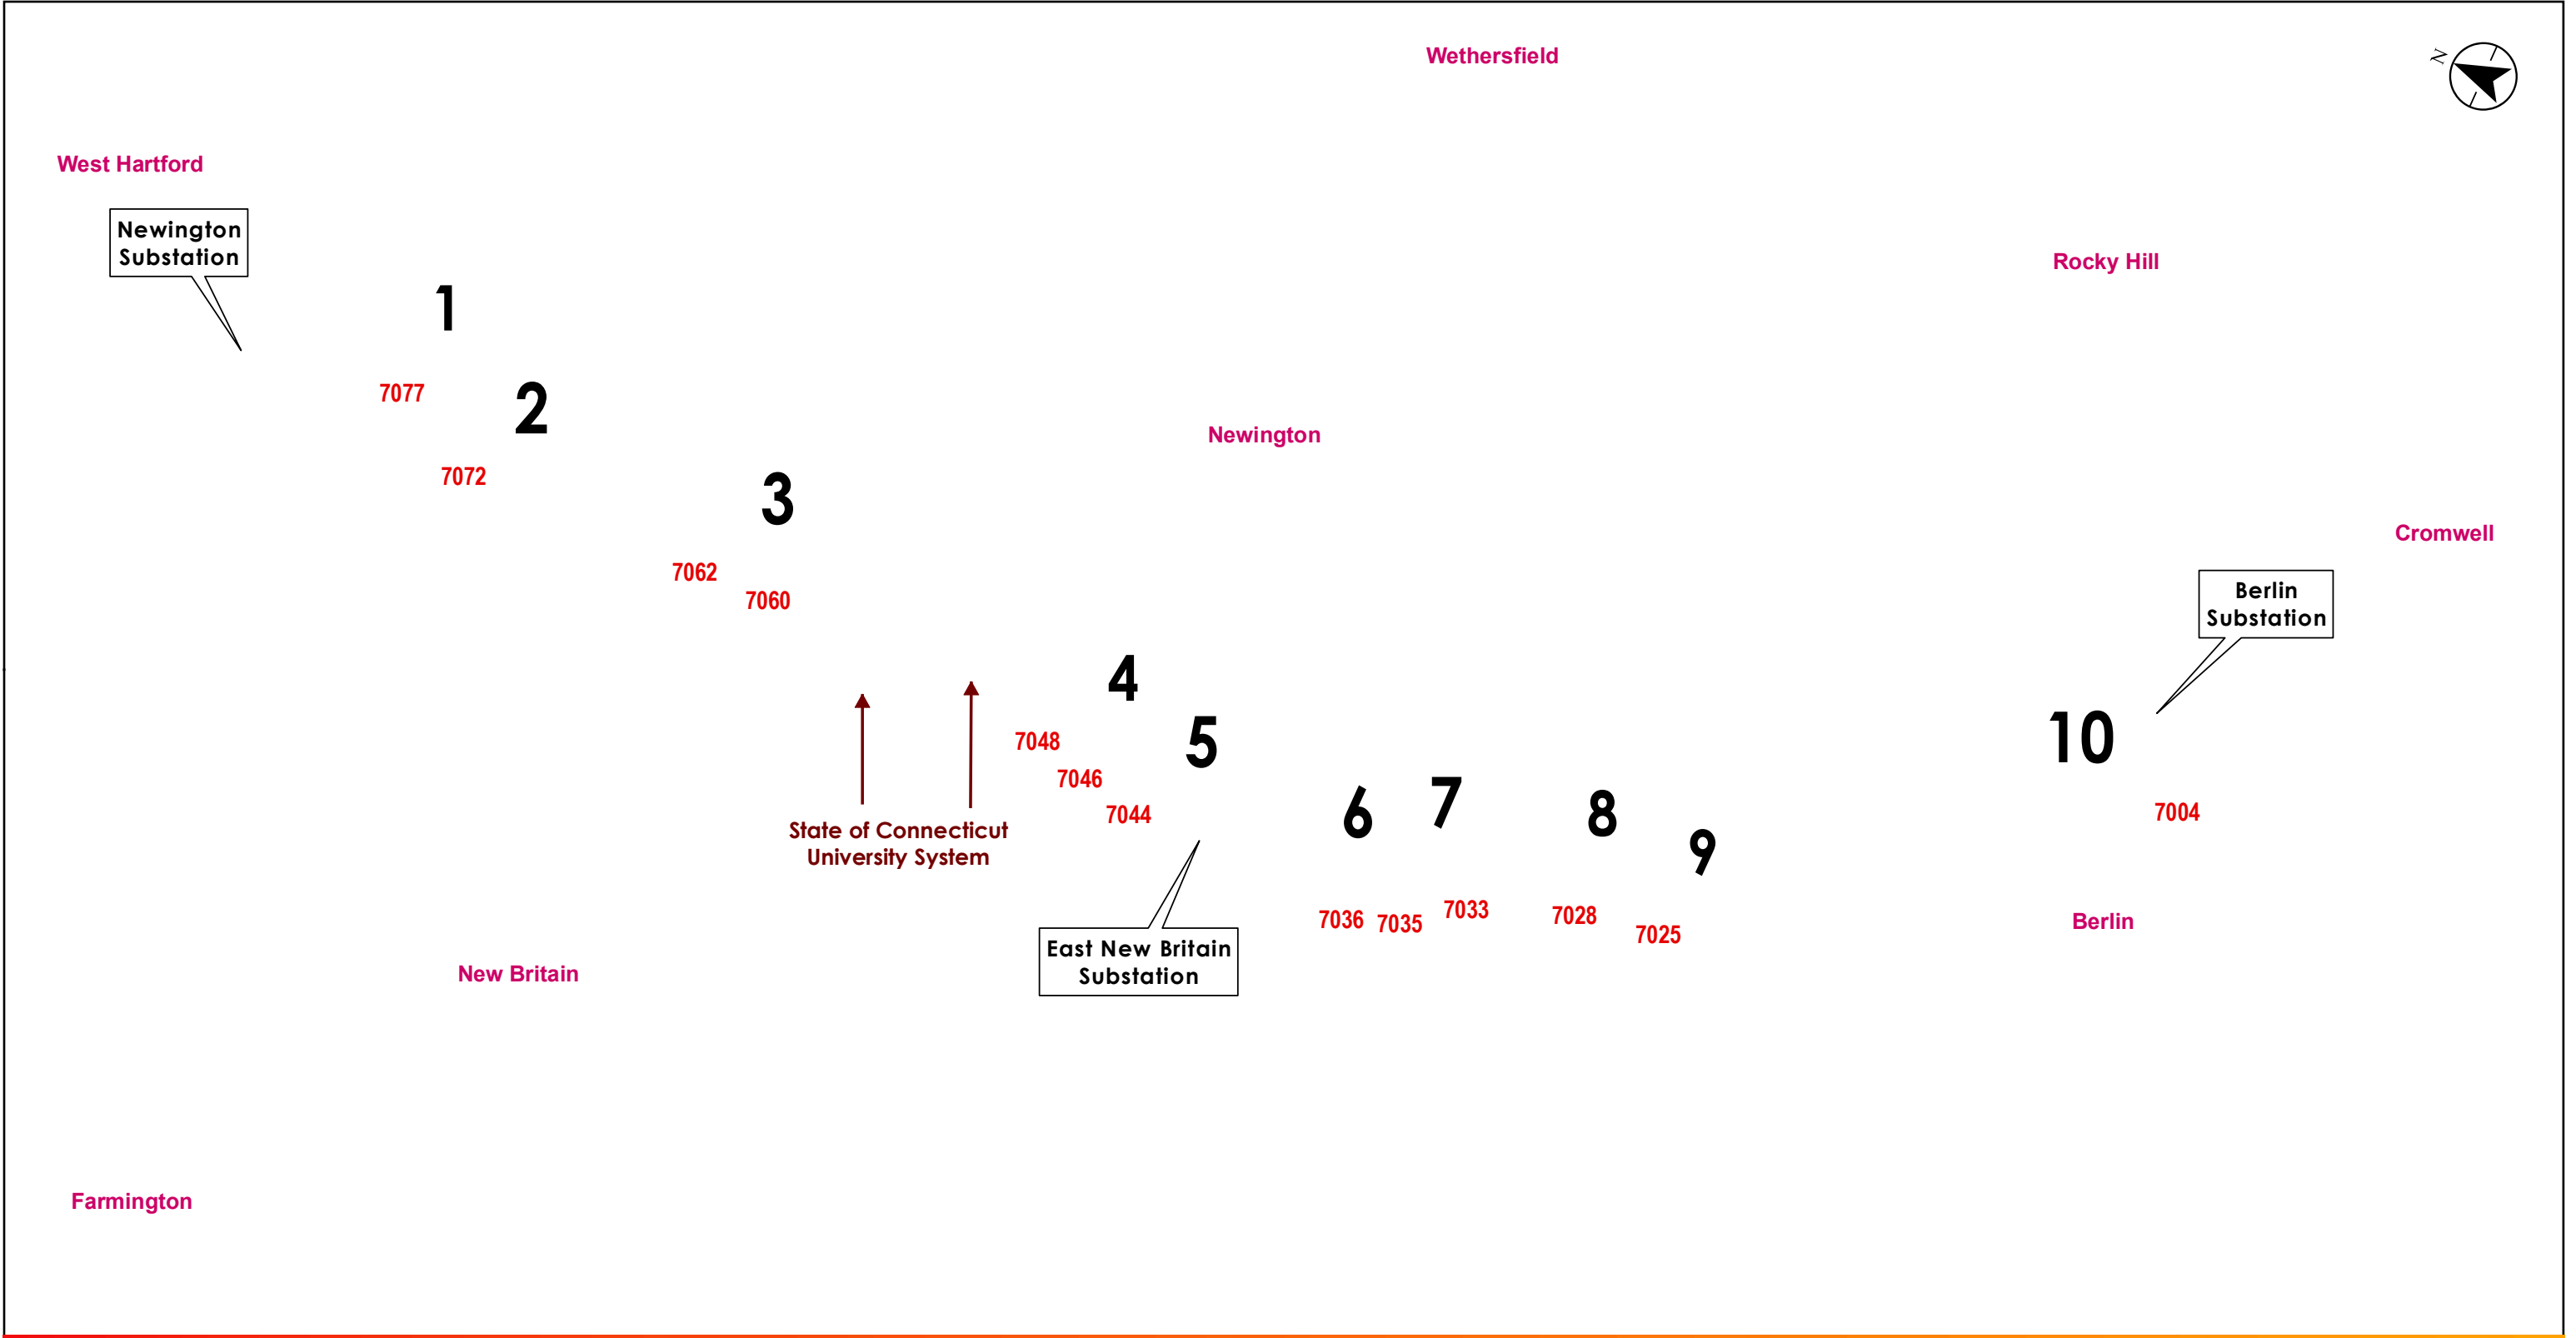 Wethersfield
N
West Hartford
Newington
Substation
Rocky Hill
1
7077
2
Newington
7072
3
Cromwell
7062
7060
Berlin
Substation
4
5
10
7048
7046
6
7
8
7044
7004
State of Connecticut
University System
9
7036
7035
7033
7028
7025
Berlin
East New Britain
Substation
New Britain
Farmington